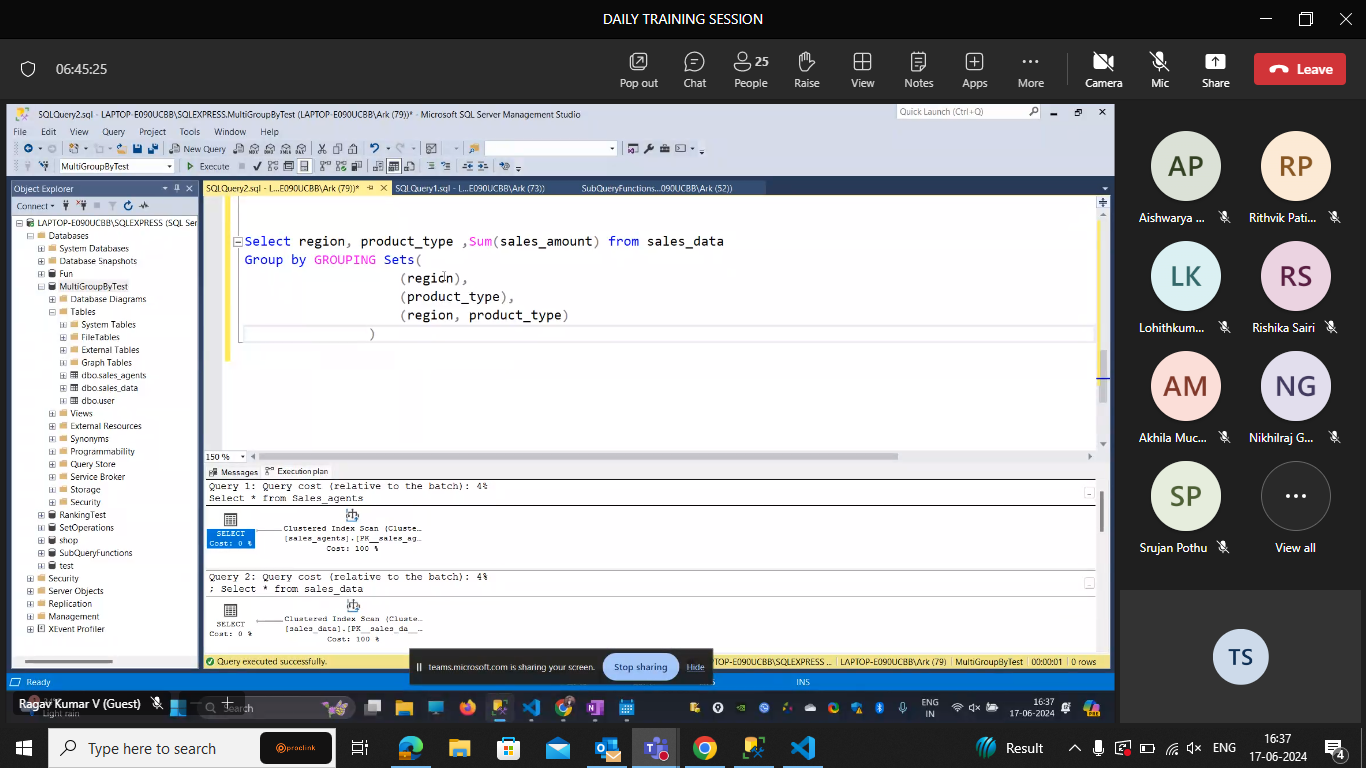 DAILY TRAINING SESSION
06:45:25
Pop out
Chat
25
People
Raise
View
Notes
Apps
More
Camera
Mic
Share
Leave
SQLQuery2.sql - LAPTOP-E090UCBB\SQLEXPRESS.MultiGroupByTest (LAPTOP-E090UCBB\Ark (79))* - Microsoft SQL Server Management Studio
Quick Launch (Ctrl+Q)
File Edit View Query Project Tools Window Help
New Query
MultiGroupByTest
Execute
Object Explorer
Connect
LAPTOP-E090UCBB\SQLEXPRESS (SQL Ser
Databases
System Databases
Database Snapshots
Fun
MultiGroupByTest
Database Diagrams
Tables
System Tables
FileTables
External Tables
Graph Tables
dbo.sales_agents
dbo.sales_data
dbo.user
Views
External Resources
Synonyms
Programmability
Query Store
Service Broker
Storage
Security
RankingTest
SetOperations
shop
SubQueryFunctions
test
Security
Server Objects
Replication
Management
XEvent Profiler
SQLQuery2.sql - L...E090UCBB\Ark (79))*
SQLQuery1.sql - L...E090UCBB\Ark (73))
SubQueryFunctions...090UCBB\Ark (52))
Select region, product_type ,Sum(sales_amount) from sales_data
Group by GROUPING Sets(
(region),
(product_type),
(region, product_type)
)
150 %
Messages
Execution plan
Query 1: Query cost (relative to the batch): 4%
Select * from Sales_agents
SELECT
Cost: 0 %
Clustered Index Scan (Cluste…
[sales_agents].[PK__sales_ag…
Cost: 100 %
Query 2: Query cost (relative to the batch): 4%
; Select * from sales_data
SELECT
Cost: 0 %
Clustered Index Scan (Cluste…
[sales_data].[PK__sales_da__…
Cost: 100 %
Query executed successfully.
TOP-E090UCBB\SQLEXPRESS ...
LAPTOP-E090UCBB\Ark (79)
MultiGroupByTest
00:00:01
0 rows
teams.microsoft.com is sharing your screen.
Stop sharing
Hide
Ready
INS
Ragav Kumar V (Guest)
Light rain
Search
ENG
IN
16:37
17-06-2024
AP
Aishwarya ...
RP
Rithvik Pati...
LK
Lohithkum...
RS
Rishika Sairi
AM
Akhila Muc...
NG
Nikhilraj G...
SP
Srujan Pothu
View all
TS
Type here to search
proclink
Result
ENG
16:37
17-06-2024
4